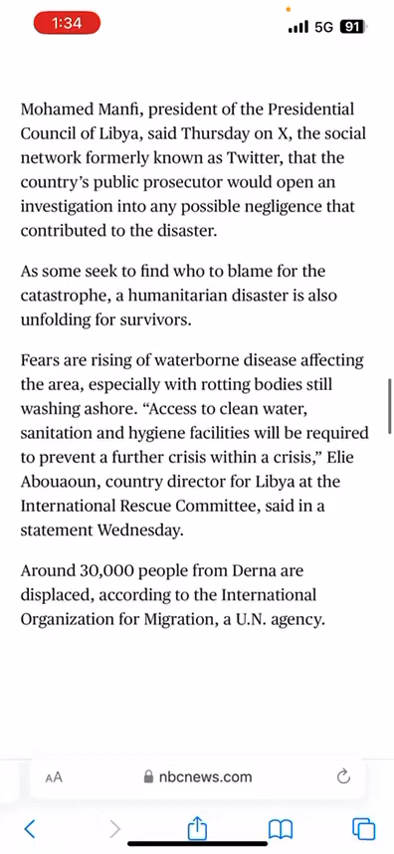 1:34
5G 91
Mohamed Manfi, president of the Presidential
Council of Libya, said Thursday on X, the social
network formerly known as Twitter, that the
country’s public prosecutor would open an
investigation into any possible negligence that
contributed to the disaster.
As some seek to find who to blame for the
catastrophe, a humanitarian disaster is also
unfolding for survivors.
Fears are rising of waterborne disease affecting
the area, especially with rotting bodies still
washing ashore. “Access to clean water,
sanitation and hygiene facilities will be required
to prevent a further crisis within a crisis,” Elie
Abouaoun, country director for Libya at the
International Rescue Committee, said in a
statement Wednesday.
Around 30,000 people from Derna are
displaced, according to the International
Organization for Migration, a U.N. agency.
AA nbcnews.com